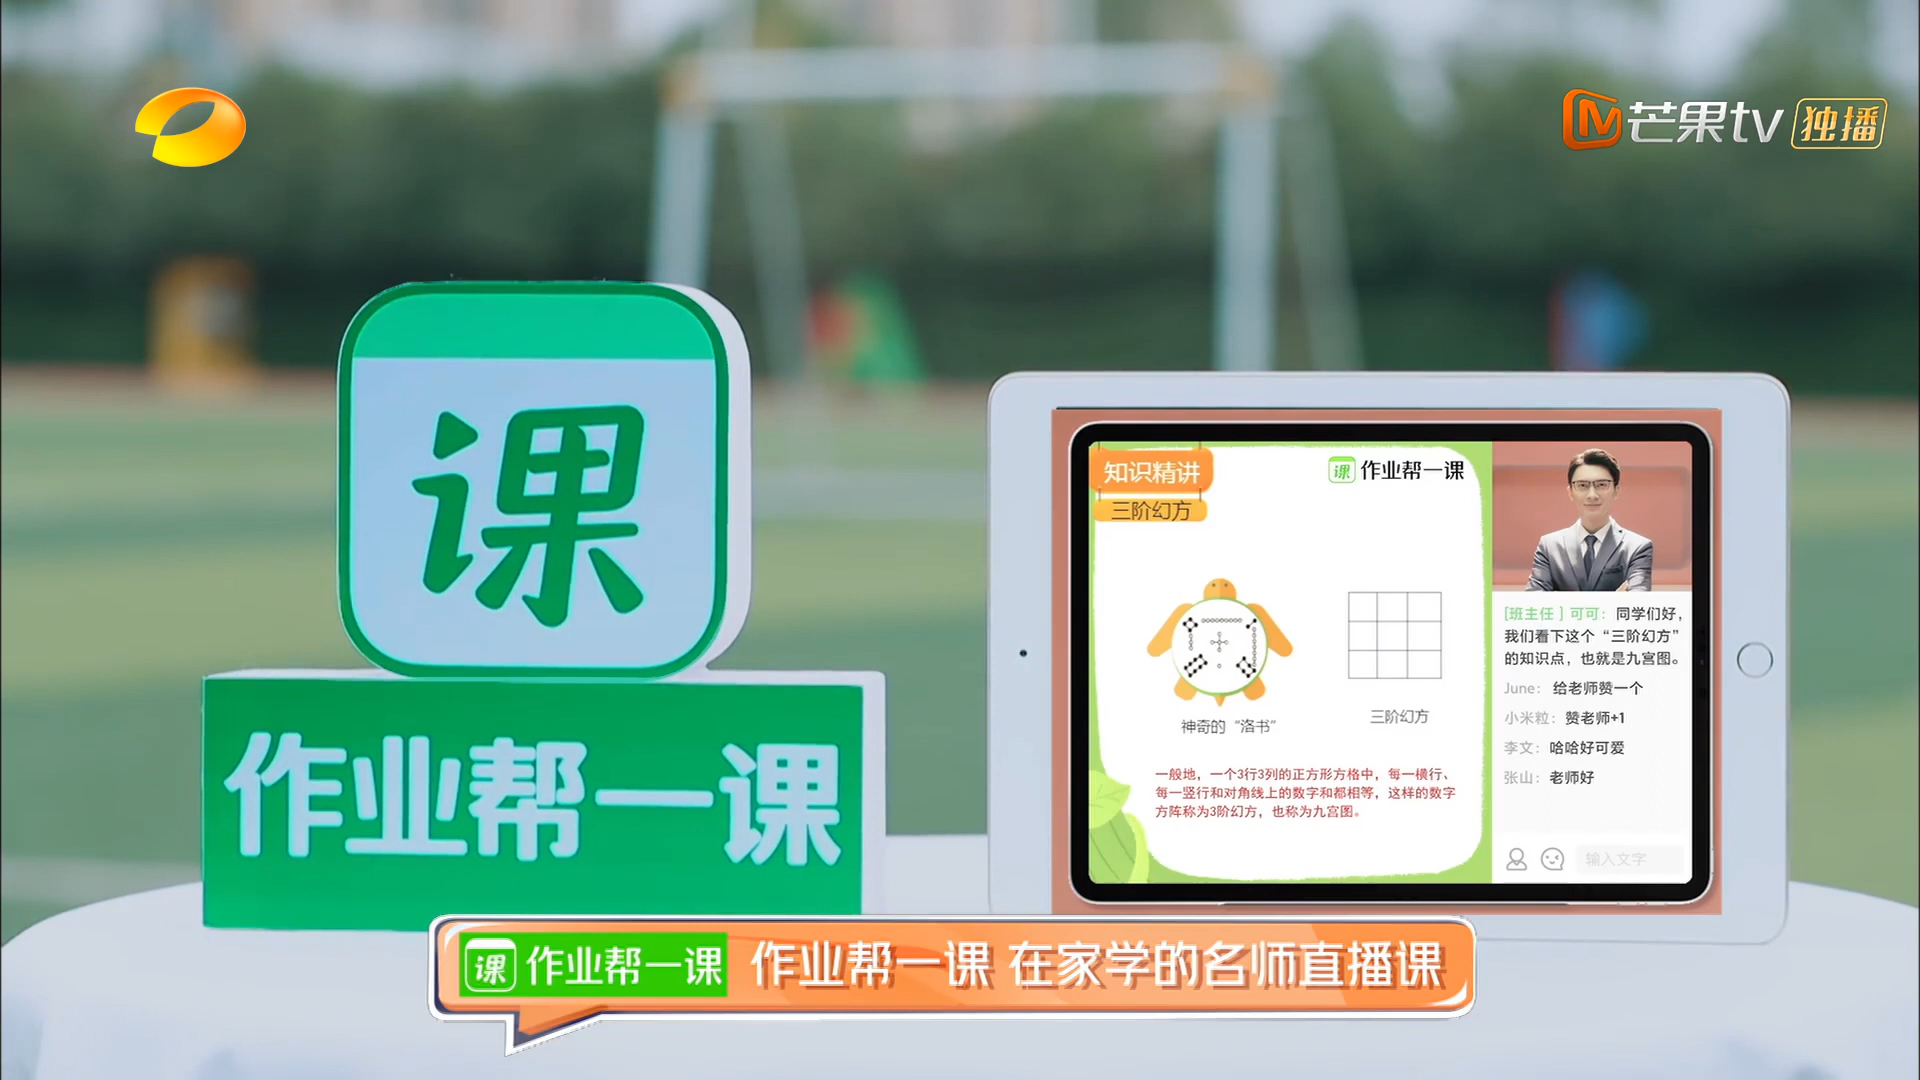 芒果tv 独播
课
作业帮一课
知识精讲
三阶幻方
课 作业帮一课
神奇的“洛书”
三阶幻方
一般地，一个3行3列的正方形方格中，每一横行、
每一竖行和对角线上的数字和都相等，这样的数字
方阵称为3阶幻方，也称为九宫图。
[班主任] 可可：同学们好，
我们看下这个“三阶幻方”
的知识点，也就是九宫图。
June：给老师赞一个
小米粒：赞老师+1
李文：哈哈好可爱
张山：老师好
输入文字
课 作业帮一课 作业帮一课 在家学的名师直播课